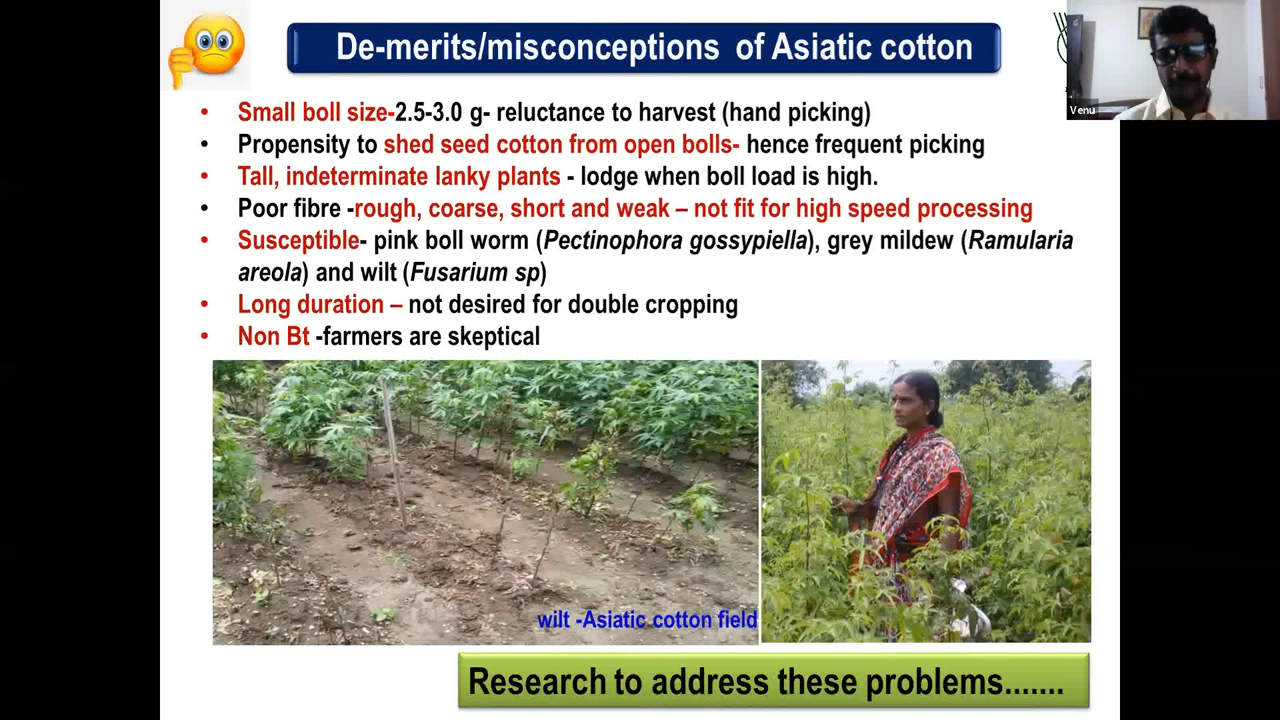 De-merits/misconceptions of Asiatic cotton
Venu
• Small boll size-2.5-3.0 g- reluctance to harvest (hand picking)
• Propensity to shed seed cotton from open bolls- hence frequent picking
• Tall, indeterminate lanky plants - lodge when boll load is high.
• Poor fibre -rough, coarse, short and weak – not fit for high speed processing
• Susceptible- pink boll worm (Pectinophora gossypiella), grey mildew (Ramularia
areola) and wilt (Fusarium sp)
• Long duration – not desired for double cropping
• Non Bt -farmers are skeptical
wilt -Asiatic cotton field
Research to address these problems.......